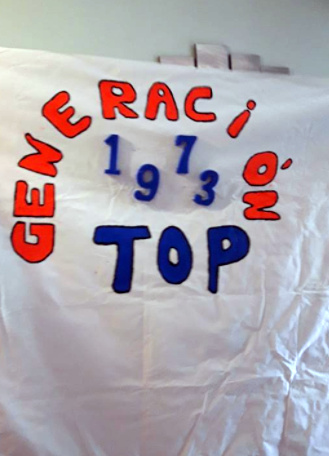 GENERACIÓN
1973
TOP